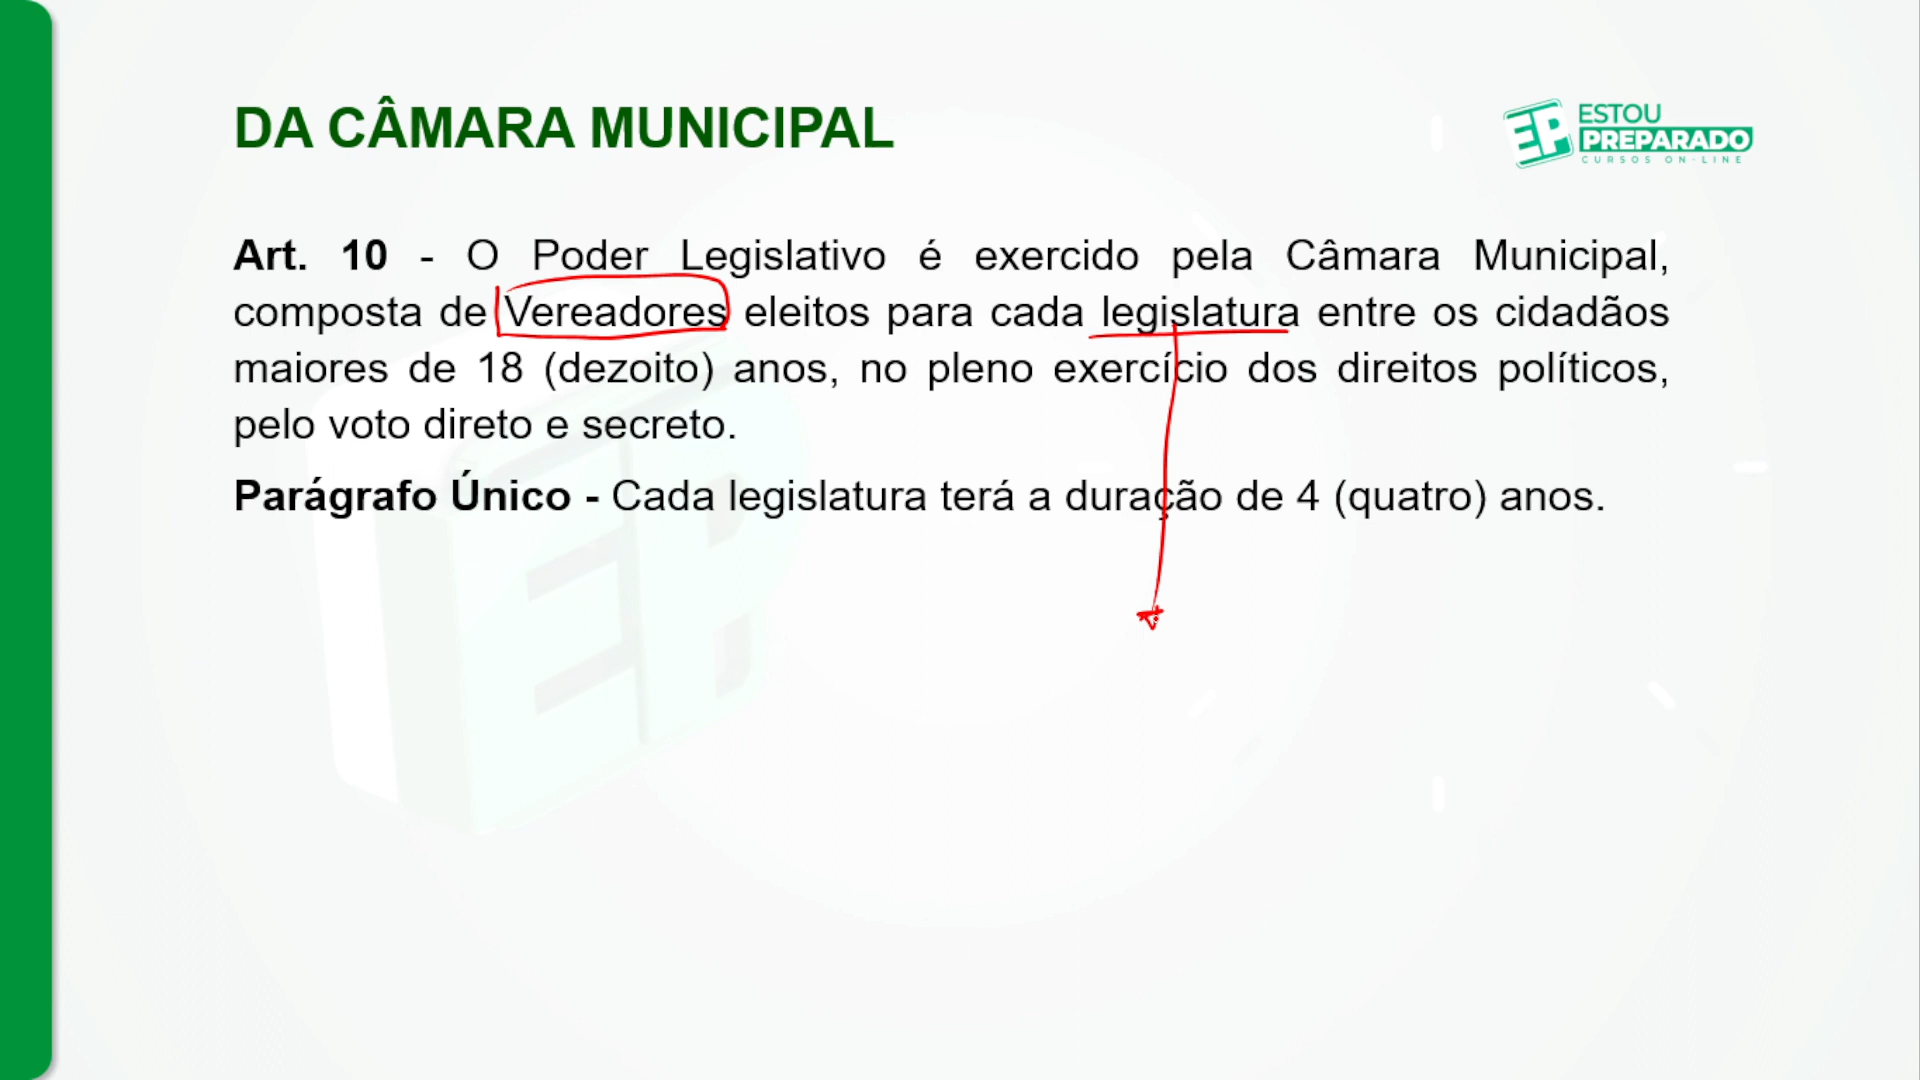 DA CÂMARA MUNICIPAL
ESTOU
EP PREPARADO
CURSOS ON-LINE
Art. 10 - O Poder Legislativo é exercido pela Câmara Municipal,
composta de Vereadores eleitos para cada legislatura entre os cidadãos
maiores de 18 (dezoito) anos, no pleno exercício dos direitos políticos,
pelo voto direto e secreto.
Parágrafo Único - Cada legislatura terá a duração de 4 (quatro) anos.
EP